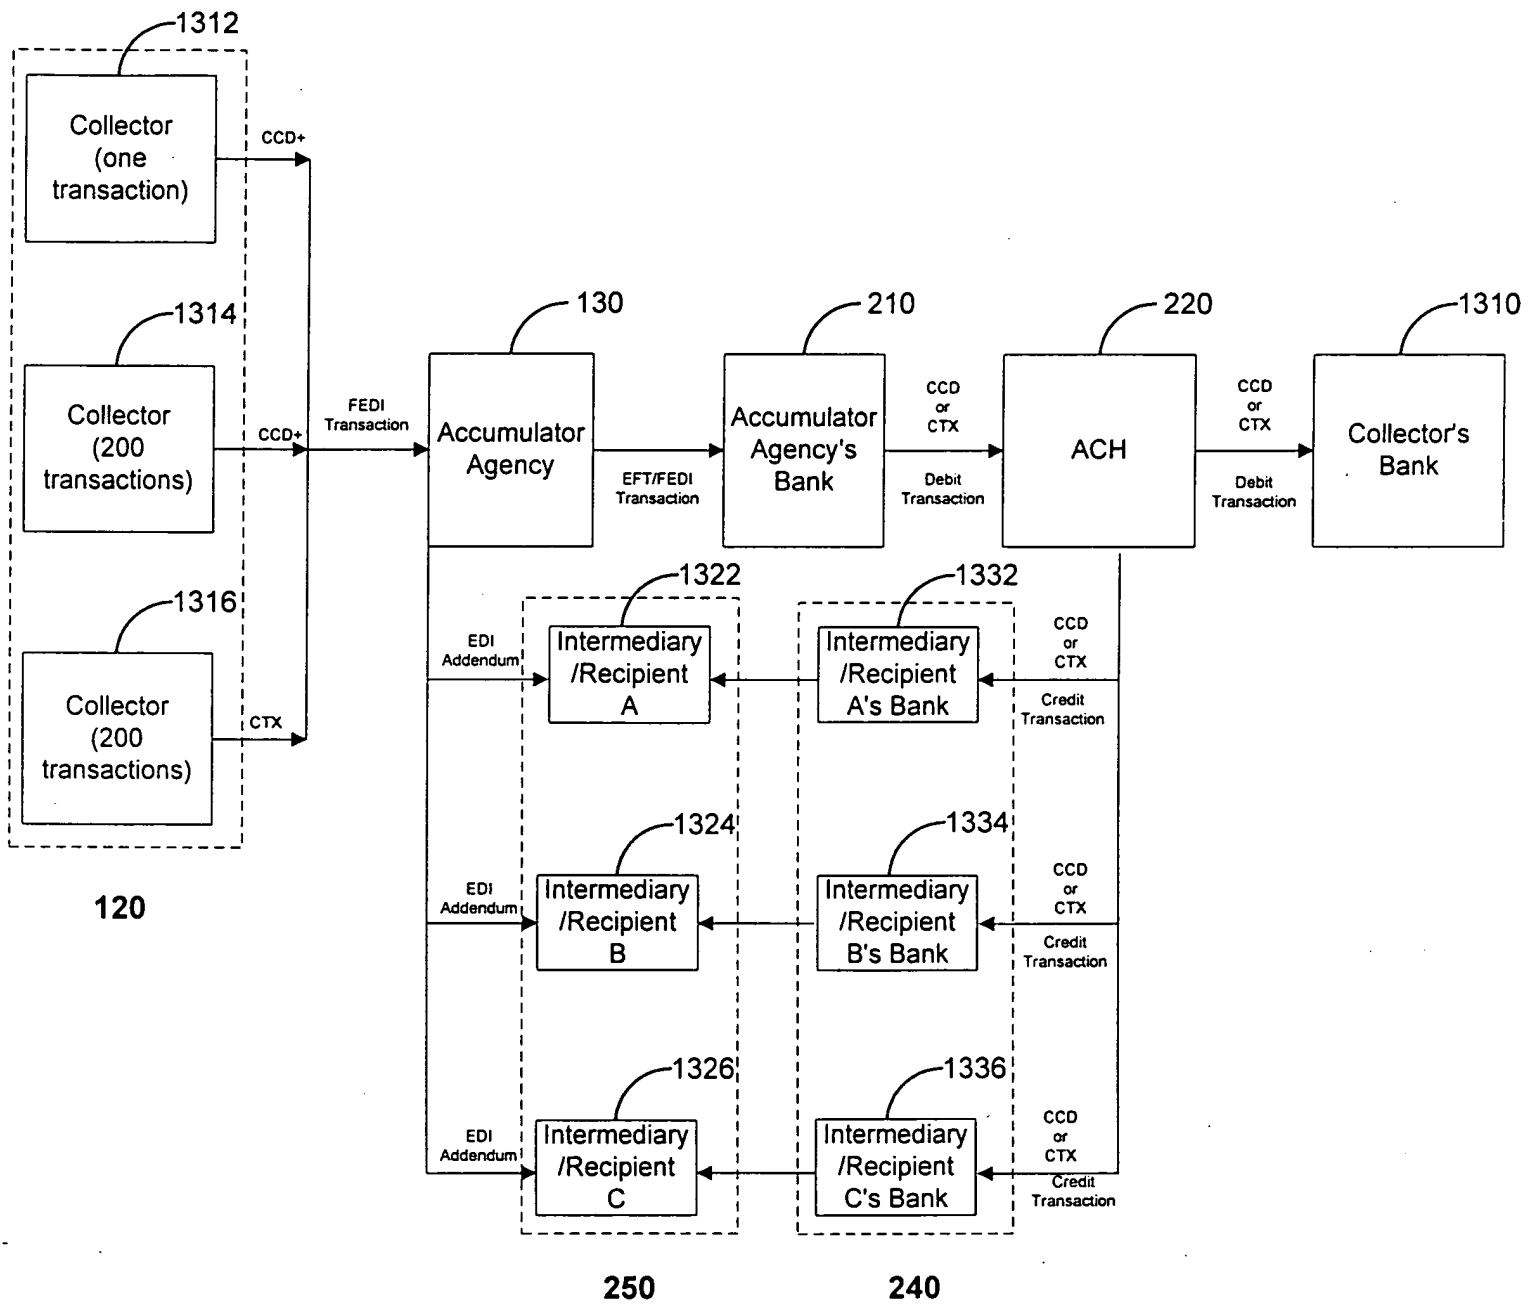 1312
Collector
(one
transaction)
CCD+
1314
Collector
(200
transactions)
CCD+
1316
Collector
(200
transactions)
CTX
120
FEDI
Transaction
130
Accumulator
Agency
EFT/FEDI
Transaction
210
Accumulator
Agency's
Bank
CCD
or
CTX
Debit
Transaction
220
ACH
CCD
or
CTX
Debit
Transaction
1310
Collector's
Bank
EDI
Addendum
1322
Intermediary
/Recipient
A
1332
Intermediary
/Recipient
A's Bank
CCD
or
CTX
Credit
Transaction
EDI
Addendum
1324
Intermediary
/Recipient
B
1334
Intermediary
/Recipient
B's Bank
CCD
or
CTX
Credit
Transaction
EDI
Addendum
1326
Intermediary
/Recipient
C
1336
Intermediary
/Recipient
C's Bank
CCD
or
CTX
Credit
Transaction
250
240